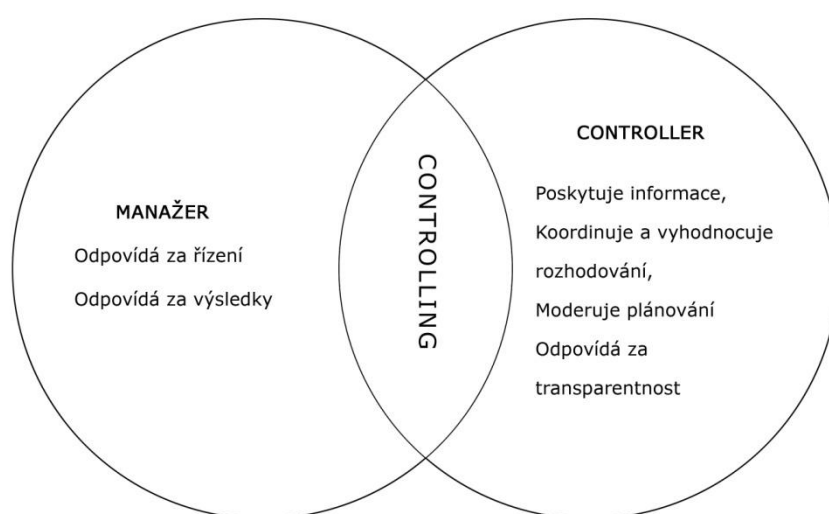 MANAŽER
Odpovídá za řízení
Odpovídá za výsledky
CONTROLLING
CONTROLLER
Poskytuje informace,
Koordinuje a vyhodnocuje
rozhodování,
Moderuje plánování
Odpovídá za
transparentnost